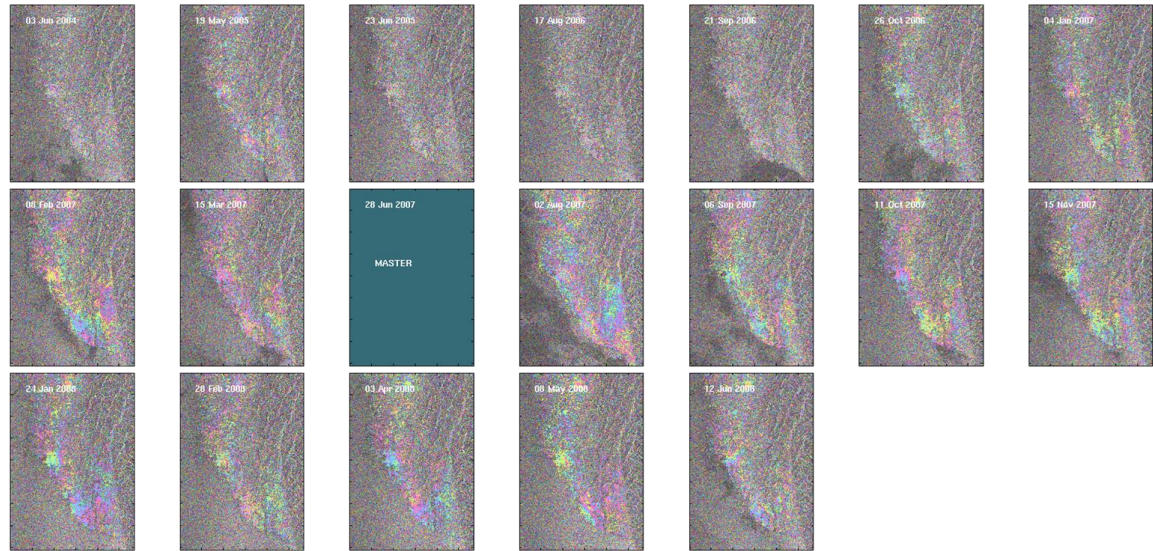 03 Jun 2004
19 May 2005
23 Jun 2005
17 Aug 2006
21 Sep 2006
26 Oct 2006
04 Jan 2007
08 Feb 2007
15 Mar 2007
28 Jun 2007
MASTER
02 Aug 2007
06 Sep 2007
11 Oct 2007
15 Nov 2007
24 Jan 2008
28 Feb 2008
03 Apr 2008
08 May 2008
12 Jun 2008